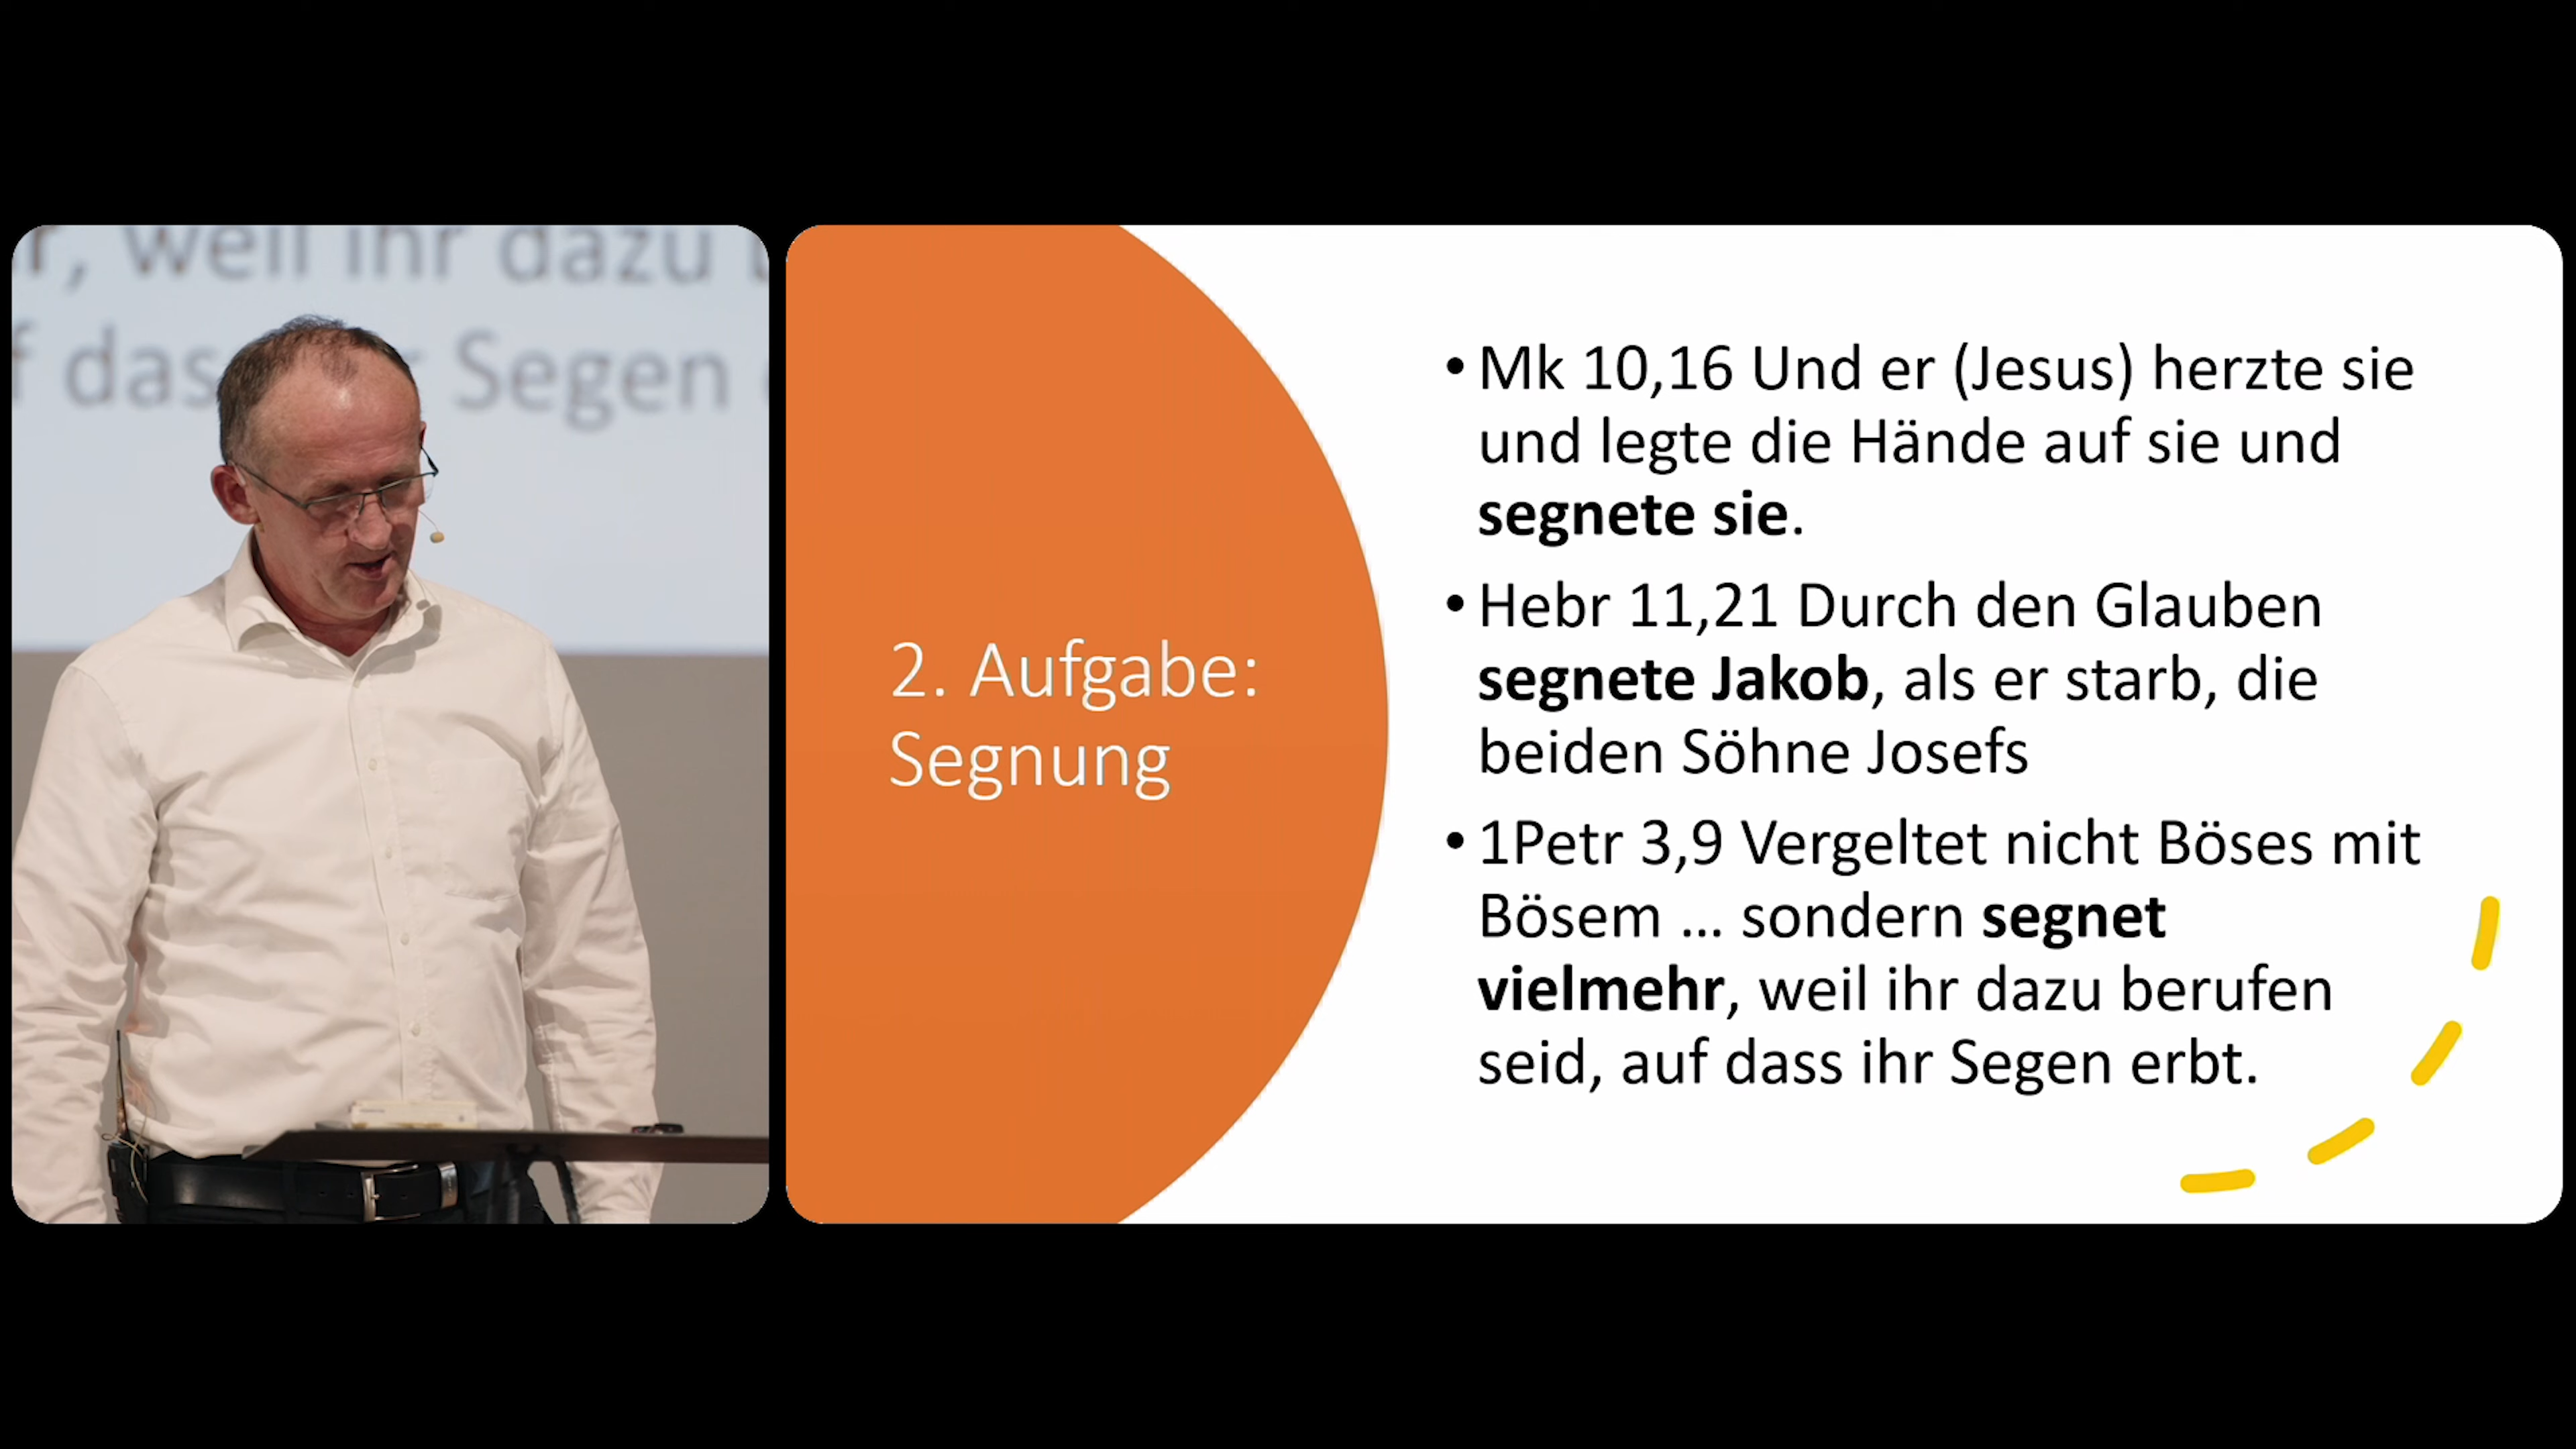 r, weil ihr dazu
f das Segen
2. Aufgabe:
Segnung
• Mk 10,16 Und er (Jesus) herzte sie
und legte die Hände auf sie und
segnete sie.
• Hebr 11,21 Durch den Glauben
segnete Jakob, als er starb, die
beiden Söhne Josefs
• 1Petr 3,9 Vergeltet nicht Böses mit
Bösem ... sondern segnet
vielmehr, weil ihr dazu berufen
seid, auf dass ihr Segen erbt.